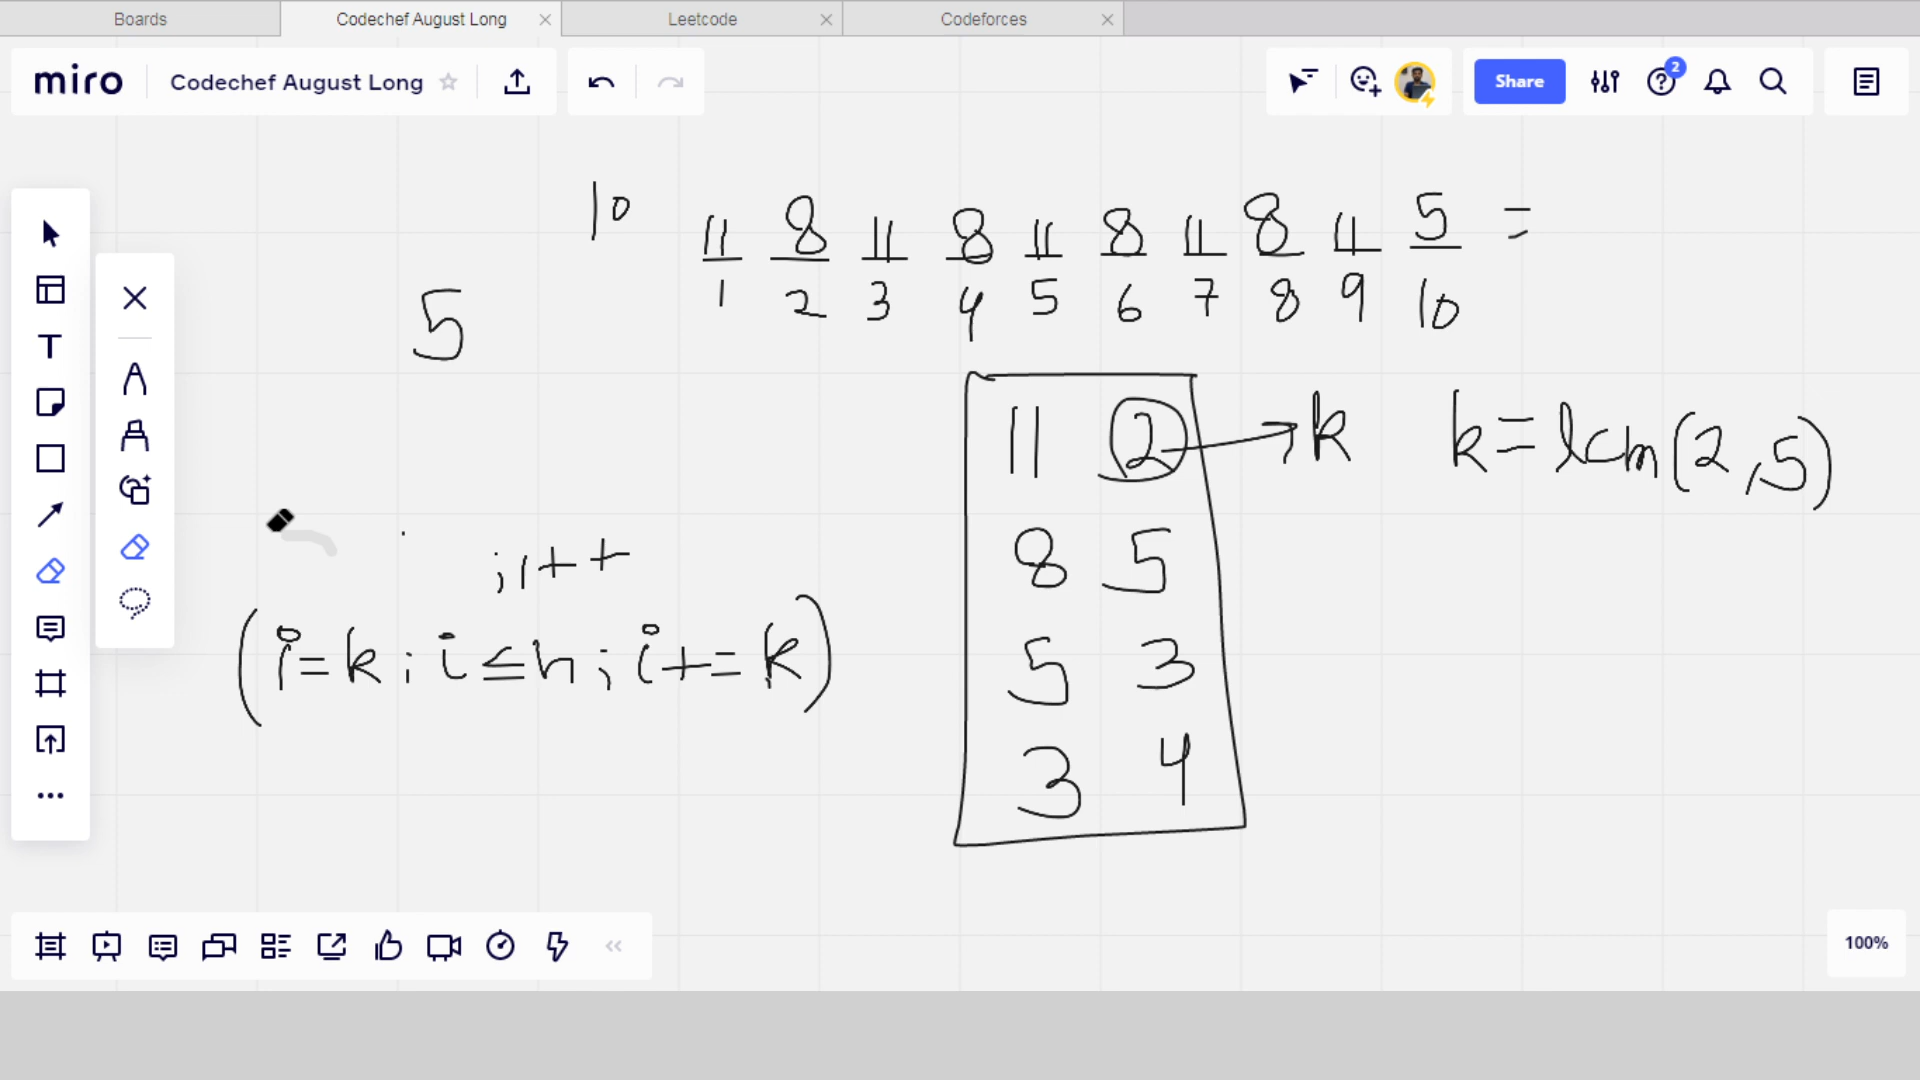 Boards Codechef August Long Leetcode Codeforces
miro Codechef August Long Share 2
10 11 8 11 8 11 8 11 8 11 5 =
1 2 3 4 5 6 7 8 9 10
5
11 2 → k k = lcm(2,5)
8 5
; i++
(i=k; i≤n; i+=k)
5 3
3 4
T
100%